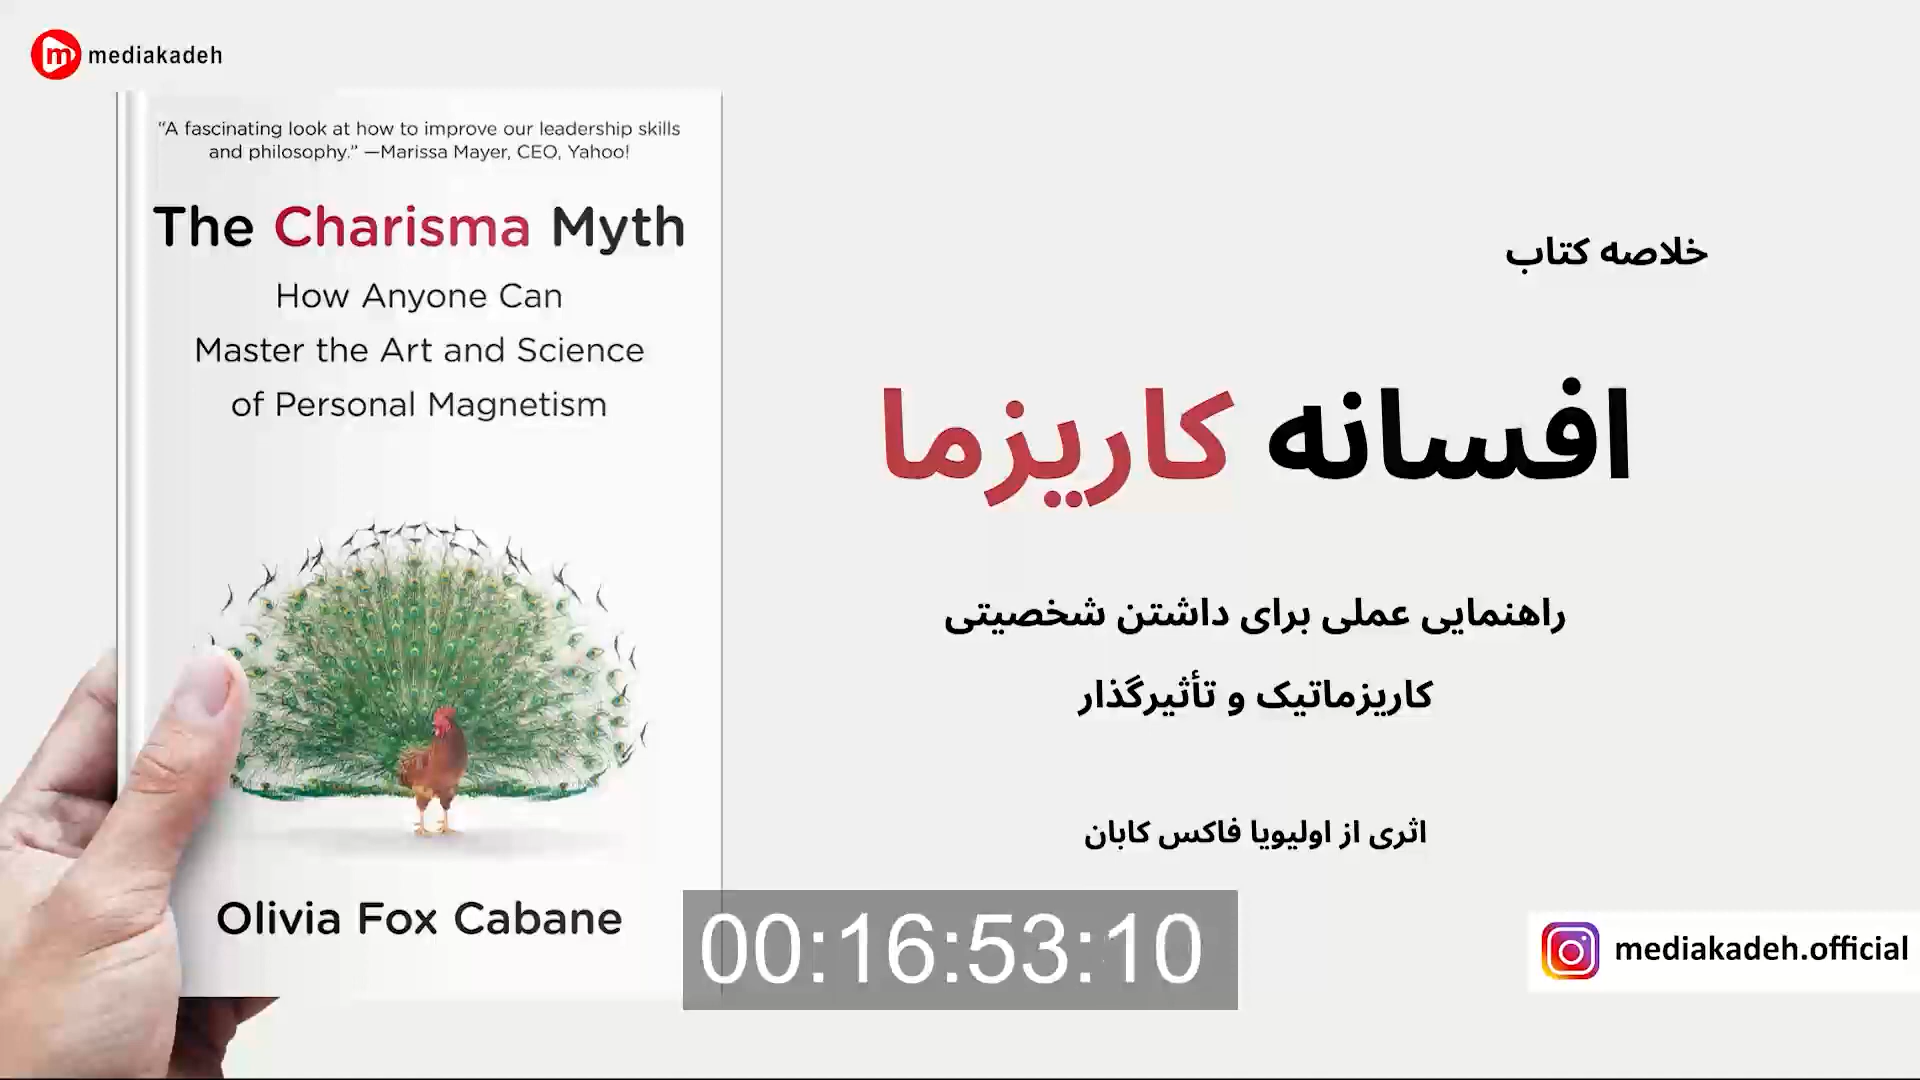 mediakadeh
“A fascinating look at how to improve our leadership skills
and philosophy.” —Marissa Mayer, CEO, Yahoo!
The Charisma Myth
How Anyone Can
Master the Art and Science
of Personal Magnetism
Olivia Fox Cabane
خلاصه کتاب
افسانه کاریزما
راهنمایی عملی برای داشتن شخصیتی
کاریزماتیک و تأثیرگذار
اثری از اولیویا فاکس کابان
00:16:53:10
mediakadeh.official